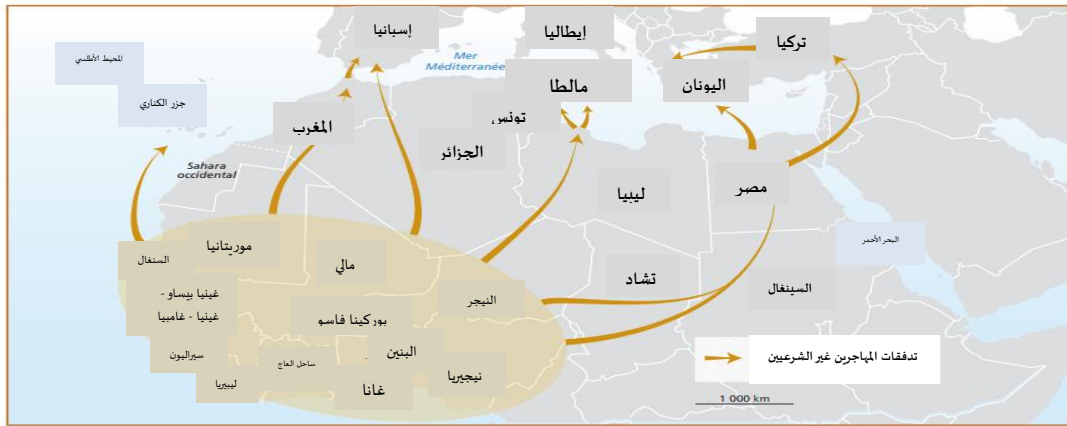 إسبانيا
إيطاليا
تركيا
المحيط الأطلسي
Mer
Méditerranée
مالطا
اليونان
جزر الكناري
المغرب
تونس
الجزائر
Sahara
occidental
ليبيا
مصر
موريتانيا
السنغال
مالي
البحر الأحمر
تشاد
السينغال
النيجر
غينيا بيساو -
غينيا - غامبيا
بوركينا فاسو
سيراليون
ساحل العاج
البنين
نيجيريا
ليبيريا
غانا
تدفقات المهاجرين غير الشرعيين
1 000 km